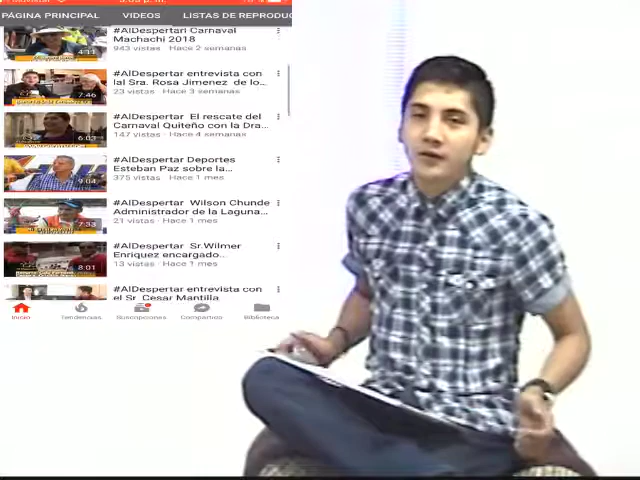 PÁGINA PRINCIPAL VIDEOS LISTAS DE REPRODU
#AlDespertarl Carnaval
Machachi 2018
943 vistas · Hace 2 semanas
4:11
#AlDespertar entrevista con
lal Sra. Rosa Jimenez de lo...
23 vistas · Hace 3 semanas
7:46
#AlDespertar El rescate del
Carnaval Quiteño con la Dra...
147 vistas · Hace 4 semanas
6:03
#AlDespertar Deportes
Esteban Paz sobre la...
375 vistas · Hace 1 mes
9:04
#AlDespertar Wilson Chunde
Administrador de la Laguna...
21 vistas · Hace 1 mes
7:33
#AlDespertar Sr.Wilmer
Enriquez encargado...
13 vistas · Hace 1 mes
8:01
#AlDespertar entrevista con
el Sr. Cesar Mantilla
Inicio Tendencias Suscripciones Compartido Biblioteca